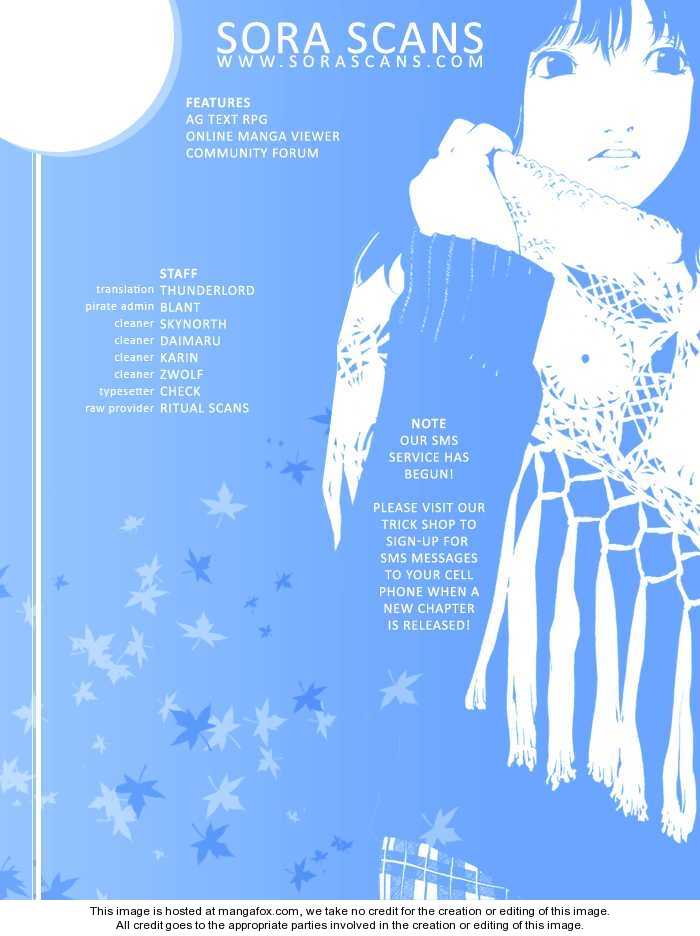 SORA SCANS
WWW.SORASCANS.COM
FEATURES
AG TEXT RPG
ONLINE MANGA VIEWER
COMMUNITY FORUM
STAFF
translation THUNDERLORD
pirate admin BLANT
cleaner SKYNORTH
cleaner DAIMARU
cleaner KARIN
cleaner ZWOLF
typesetter CHECK
raw provider RITUAL SCANS
NOTE
OUR SMS
SERVICE HAS
BEGUN!
PLEASE VISIT OUR
TRICK SHOP TO
SIGN-UP FOR
SMS MESSAGES
TO YOUR CELL
PHONE WHEN A
NEW CHAPTER
IS RELEASED!
This image is hosted at mangafox.com, we take no credit for the creation or editing of this image.
All credit goes to the appropriate parties involved in the creation or editing of this image.